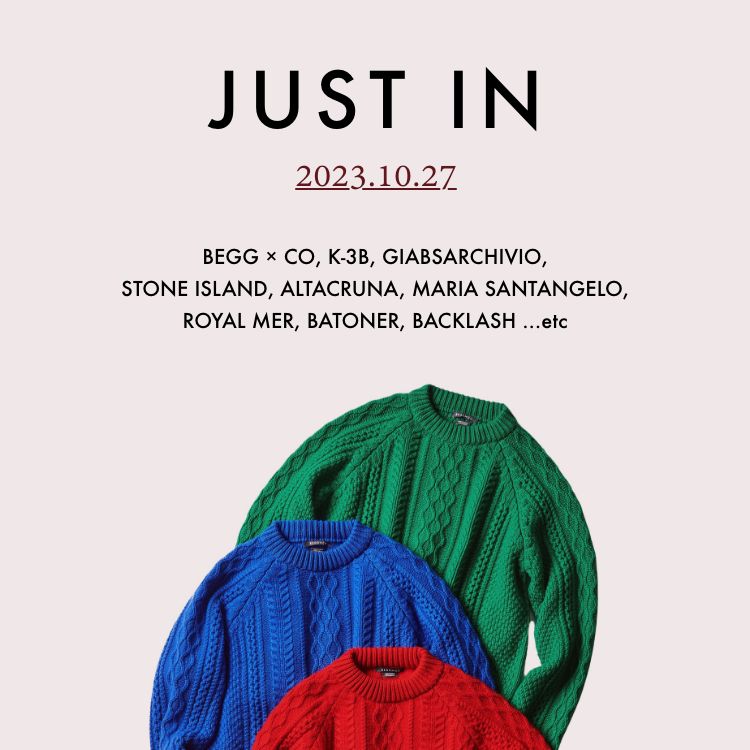 JUST IN
2023.10.27
BEGG × CO, K-3B, GIABSARCHIVIO,
STONE ISLAND, ALTACRUNA, MARIA SANTANGELO,
ROYAL MER, BATONER, BACKLASH ...etc